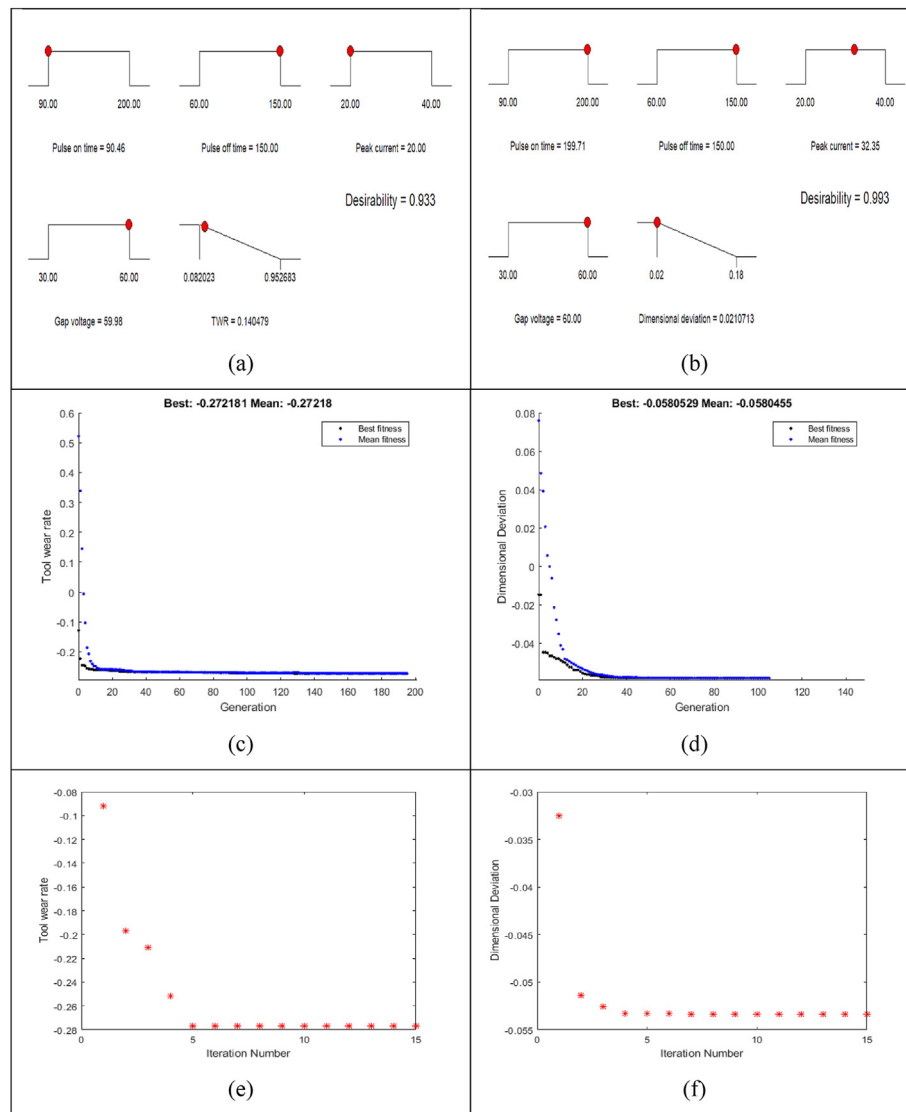 90.00 200.00 60.00 150.00 20.00 40.00
Pulse on time = 90.46 Pulse off time = 150.00 Peak current = 20.00
Desirability = 0.933
30.00 60.00 0.082023 0.952683
Gap voltage = 59.98 TWR = 0.140479
(a)
90.00 200.00 60.00 150.00 20.00 40.00
Pulse on time = 199.71 Pulse off time = 150.00 Peak current = 32.35
Desirability = 0.993
30.00 60.00 0.02 0.18
Gap voltage = 60.00 Dimensional deviation = 0.0210713
(b)
Best: -0.272181 Mean: -0.27218
Best fitness
Mean fitness
Tool wear rate
0.6
0.5
0.4
0.3
0.2
0.1
0
-0.1
-0.2
0 20 40 60 80 100 120 140 160 180 200
Generation
(c)
Best: -0.0580529 Mean: -0.0580455
Best fitness
Mean fitness
Dimensional Deviation
0.08
0.06
0.04
0.02
0
-0.02
-0.04
0 20 40 60 80 100 120 140
Generation
(d)
Tool wear rate
-0.08
-0.1
-0.12
-0.14
-0.16
-0.18
-0.2
-0.22
-0.24
-0.26
-0.28
0 5 10 15
Iteration Number
(e)
Dimensional Deviation
-0.03
-0.035
-0.04
-0.045
-0.05
-0.055
0 5 10 15
Iteration Number
(f)